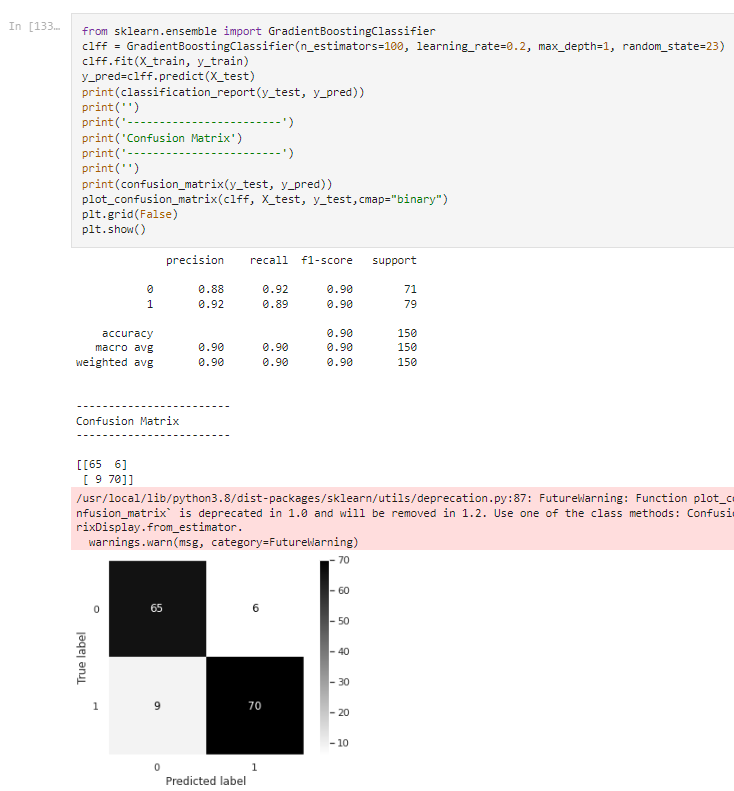 In [133…
from sklearn.ensemble import GradientBoostingClassifier
clff = GradientBoostingClassifier(n_estimators=100, learning_rate=0.2, max_depth=1, random_state=23)
clff.fit(X_train, y_train)
y_pred=clff.predict(X_test)
print(classification_report(y_test, y_pred))
print('')
print('------------------------')
print('Confusion Matrix')
print('------------------------')
print('')
print(confusion_matrix(y_test, y_pred))
plot_confusion_matrix(clff, X_test, y_test,cmap="binary")
plt.grid(False)
plt.show()
precision recall f1-score support
0 0.88 0.92 0.90 71
1 0.92 0.89 0.90 79
accuracy 0.90 150
macro avg 0.90 0.90 0.90 150
weighted avg 0.90 0.90 0.90 150
------------------------
Confusion Matrix
------------------------
[[65 6]
[ 9 70]]
/usr/local/lib/python3.8/dist-packages/sklearn/utils/deprecation.py:87: FutureWarning: Function plot_c
nfusion_matrix` is deprecated in 1.0 and will be removed in 1.2. Use one of the class methods: Confusi
rixDisplay.from_estimator.
warnings.warn(msg, category=FutureWarning)
70
60
50
40
30
20
10
True label
0
65 6
1
9 70
0 1
Predicted label